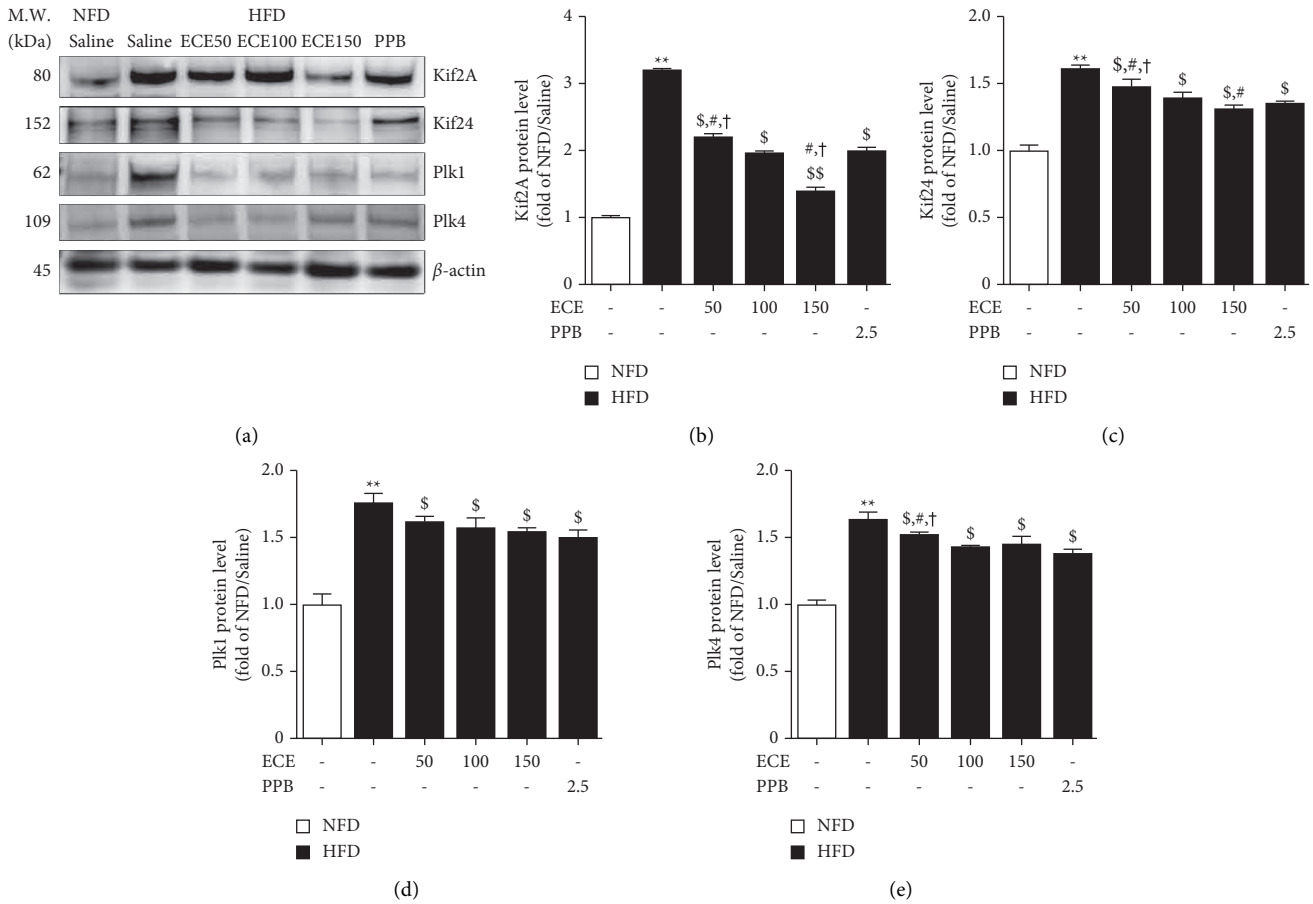 M.W. NFD HFD
(kDa) Saline Saline ECE50 ECE100 ECE150 PPB
80 Kif2A
152 Kif24
62 Plk1
109 Plk4
45 β-actin
(a)
Kif2A protein level
(fold of NFD/Saline)
4
3
2
1
0
**
$,#,†
$
#,†
$$
$
ECE - - 50 100 150 -
PPB - - - - - 2.5
NFD
HFD
(b)
Kif24 protein level
(fold of NFD/Saline)
2.0
1.5
1.0
0.5
0
**
$,#,†
$
$,#
$
ECE - - 50 100 150 -
PPB - - - - - 2.5
NFD
HFD
(c)
Plk1 protein level
(fold of NFD/Saline)
2.0
1.5
1.0
0.5
0
**
$
$
$
$
ECE - - 50 100 150 -
PPB - - - - - 2.5
NFD
HFD
(d)
Plk4 protein level
(fold of NFD/Saline)
2.0
1.5
1.0
0.5
0
**
$,#,†
$
$
$
ECE - - 50 100 150 -
PPB - - - - - 2.5
NFD
HFD
(e)